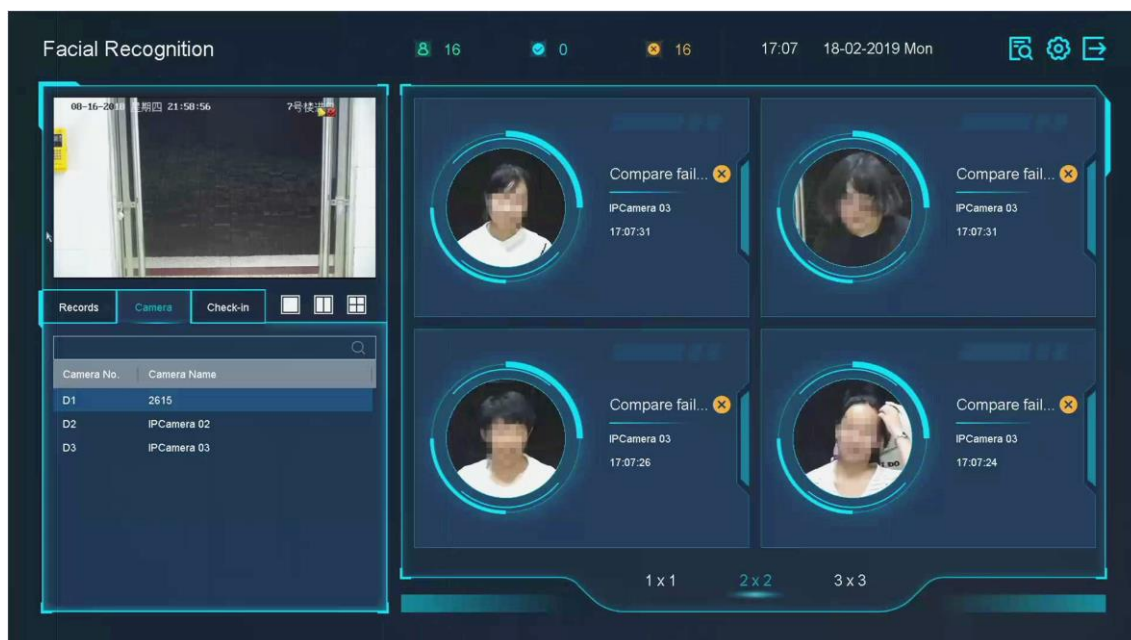 Facial Recognition
16
0
16
17:07 18-02-2019 Mon
星期四 21:58:56
7号楼
Records
Camera
Check-in
Camera No. Camera Name
D1 2615
D2 IPCamera 02
D3 IPCamera 03
Compare fail...
IPCamera 03
17:07:31
Compare fail...
IPCamera 03
17:07:31
Compare fail...
IPCamera 03
17:07:26
Compare fail...
IPCamera 03
17:07:24
1 x 1
2 x 2
3 x 3